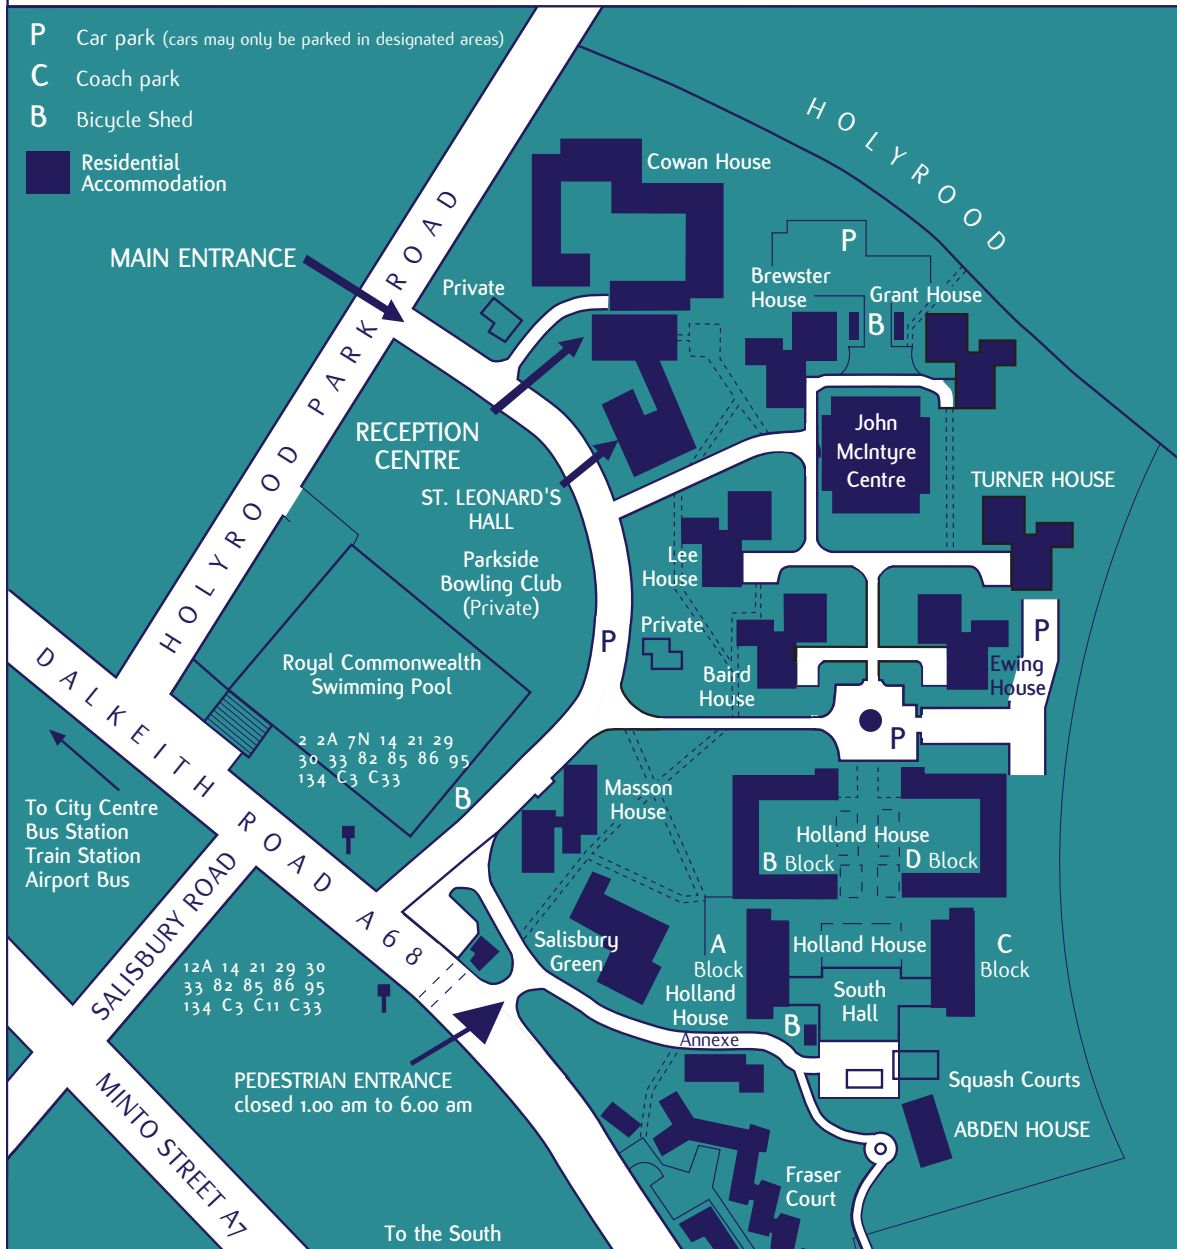 P Car park (cars may only be parked in designated areas)
C Coach park
B Bicycle Shed
Residential
Accommodation
HOLYROOD
Cowan House
MAIN ENTRANCE
HOLYROOD PARK ROAD
Private
P
Brewster
House
Grant House
B
RECEPTION
CENTRE
John
McIntyre
Centre
ST. LEONARD'S
HALL
TURNER HOUSE
Parkside
Bowling Club
(Private)
Lee
House
Private
P
P
Royal Commonwealth
Swimming Pool
Baird
House
Ewing
House
P
2 2A 7N 14 21 29
30 33 82 85 86 95
134 C3 C33
B
DALKEITH ROAD A68
To City Centre
Bus Station
Train Station
Airport Bus
Masson
House
Holland House
B Block
D Block
SALISBURY ROAD
Salisbury
Green
A
Block
Holland
House
Annexe
Holland House
C
Block
South
Hall
B
12A 14 21 29 30
33 82 85 86 95
134 C3 C11 C33
PEDESTRIAN ENTRANCE
closed 1.00 am to 6.00 am
Squash Courts
ABDEN HOUSE
MINTO STREET A7
Fraser
Court
To the South